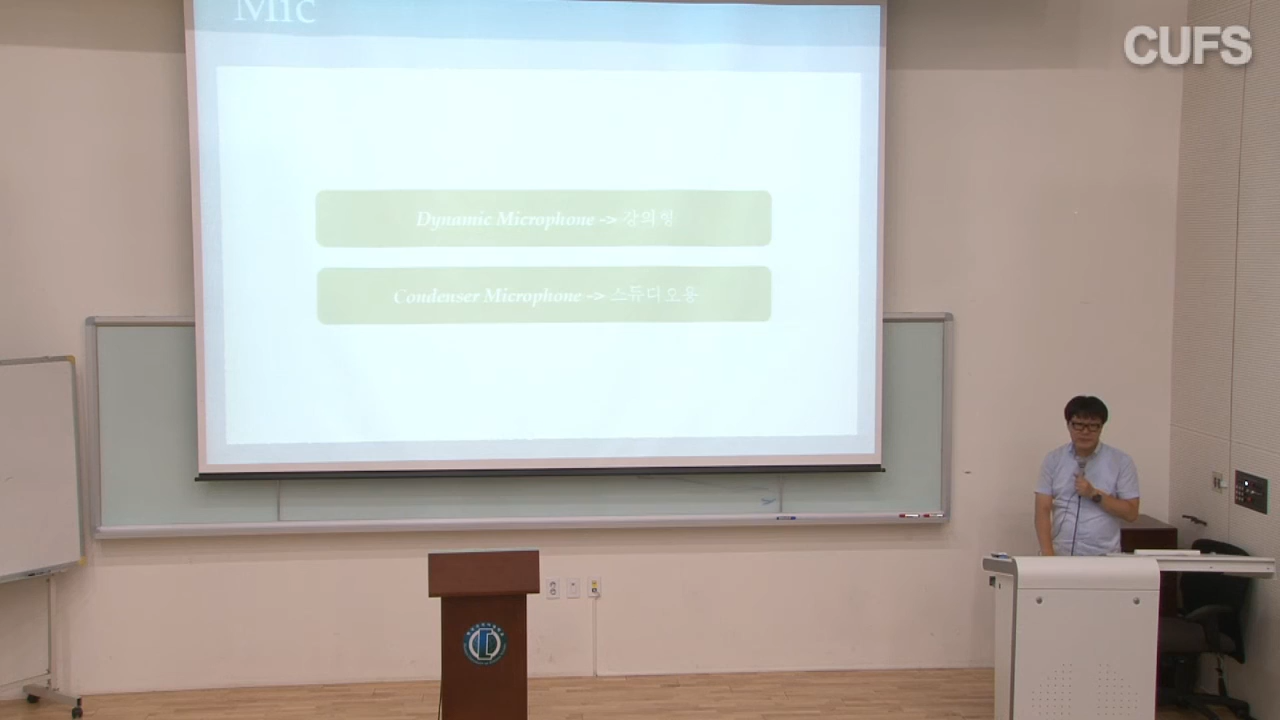 CUFS
Mic
Dynamic Microphone -> 강의형
Condenser Microphone -> 스튜디오용